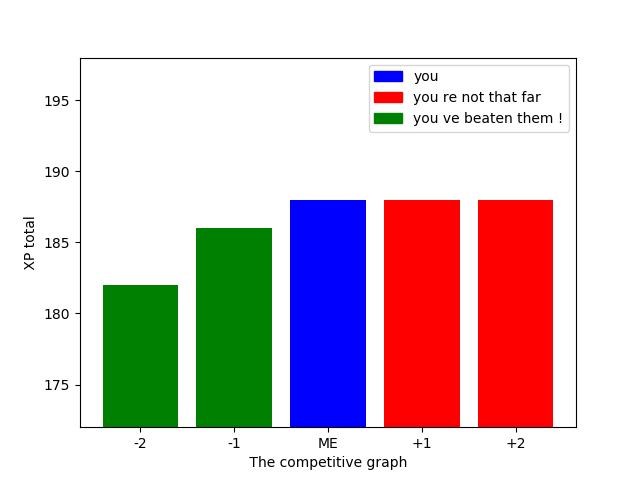 you
you re not that far
you ve beaten them !
195
190
185
180
175
XP total
-2 -1 ME +1 +2
The competitive graph